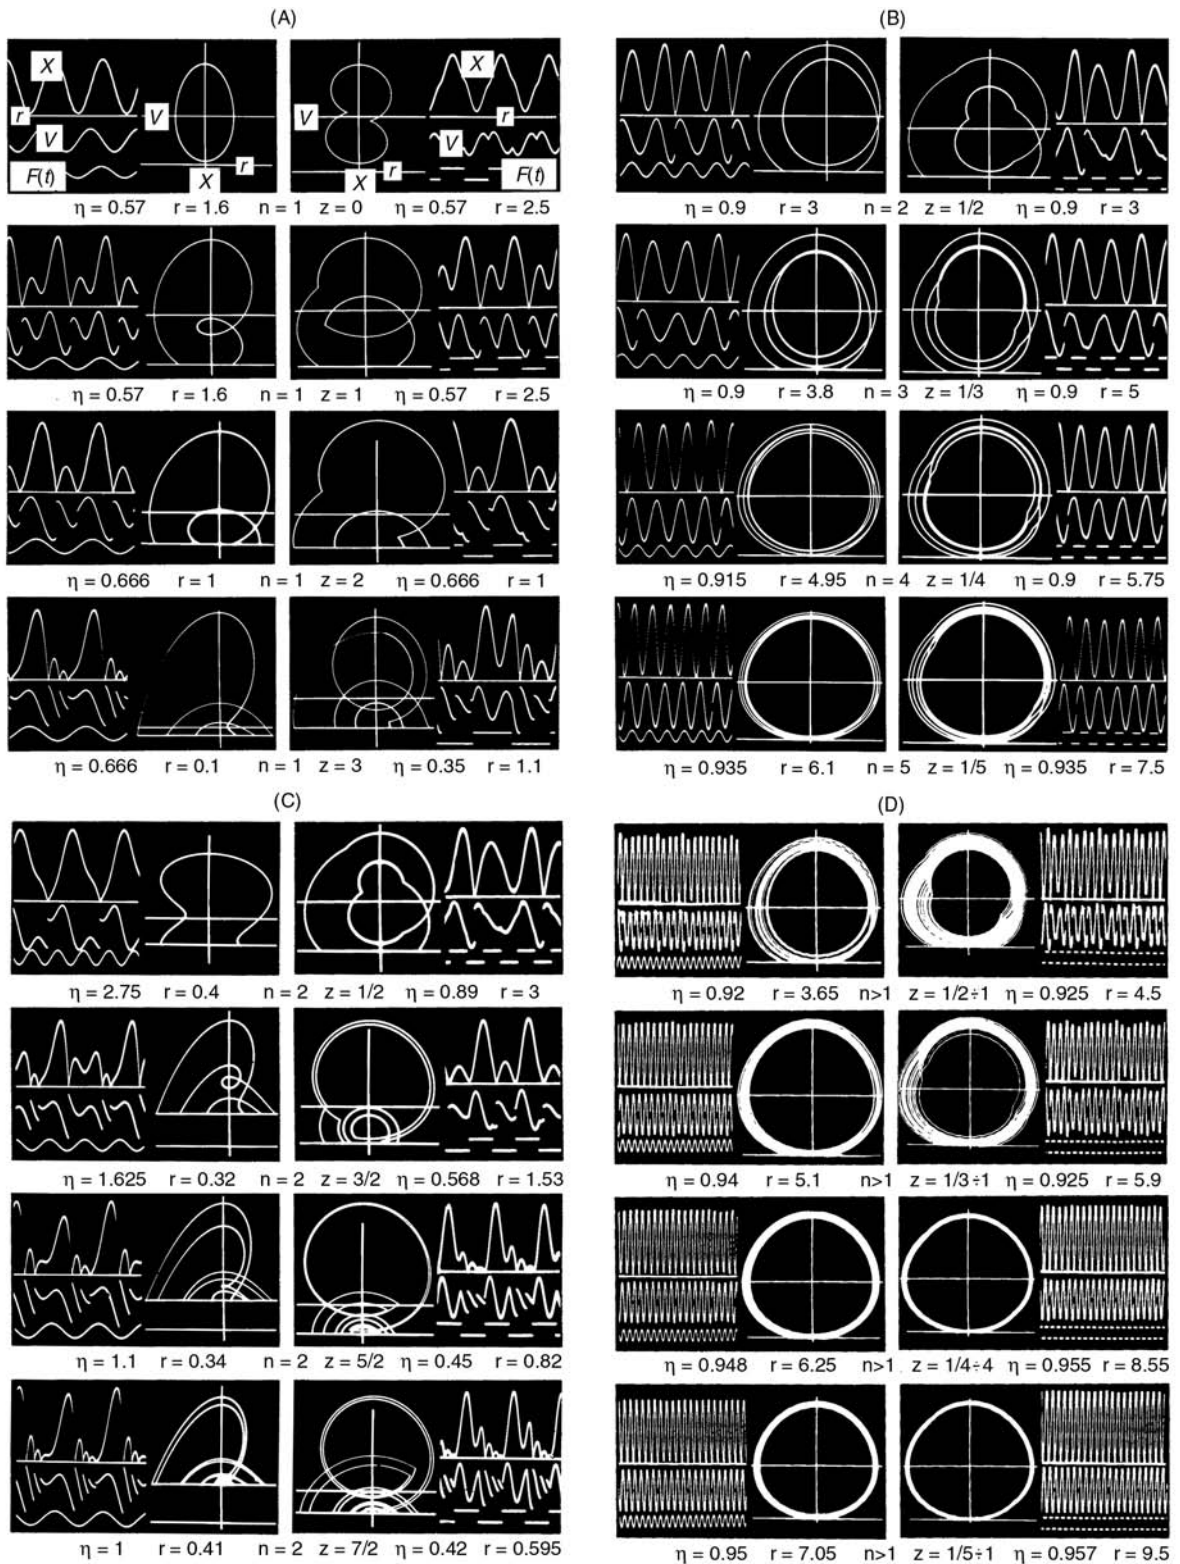 (A)
X
r
V
F(t)
V
r
X
V
r
X
X
r
V
F(t)
η = 0.57 r = 1.6 n = 1 z = 0 η = 0.57 r = 2.5
η = 0.57 r = 1.6 n = 1 z = 1 η = 0.57 r = 2.5
η = 0.666 r = 1 n = 1 z = 2 η = 0.666 r = 1
η = 0.666 r = 0.1 n = 1 z = 3 η = 0.35 r = 1.1
(B)
η = 0.9 r = 3 n = 2 z = 1/2 η = 0.9 r = 3
η = 0.9 r = 3.8 n = 3 z = 1/3 η = 0.9 r = 5
η = 0.915 r = 4.95 n = 4 z = 1/4 η = 0.9 r = 5.75
η = 0.935 r = 6.1 n = 5 z = 1/5 η = 0.935 r = 7.5
(C)
η = 2.75 r = 0.4 n = 2 z = 1/2 η = 0.89 r = 3
η = 1.625 r = 0.32 n = 2 z = 3/2 η = 0.568 r = 1.53
η = 1.1 r = 0.34 n = 2 z = 5/2 η = 0.45 r = 0.82
η = 1 r = 0.41 n = 2 z = 7/2 η = 0.42 r = 0.595
(D)
η = 0.92 r = 3.65 n>1 z = 1/2÷1 η = 0.925 r = 4.5
η = 0.94 r = 5.1 n>1 z = 1/3÷1 η = 0.925 r = 5.9
η = 0.948 r = 6.25 n>1 z = 1/4÷4 η = 0.955 r = 8.55
η = 0.95 r = 7.05 n>1 z = 1/5÷1 η = 0.957 r = 9.5